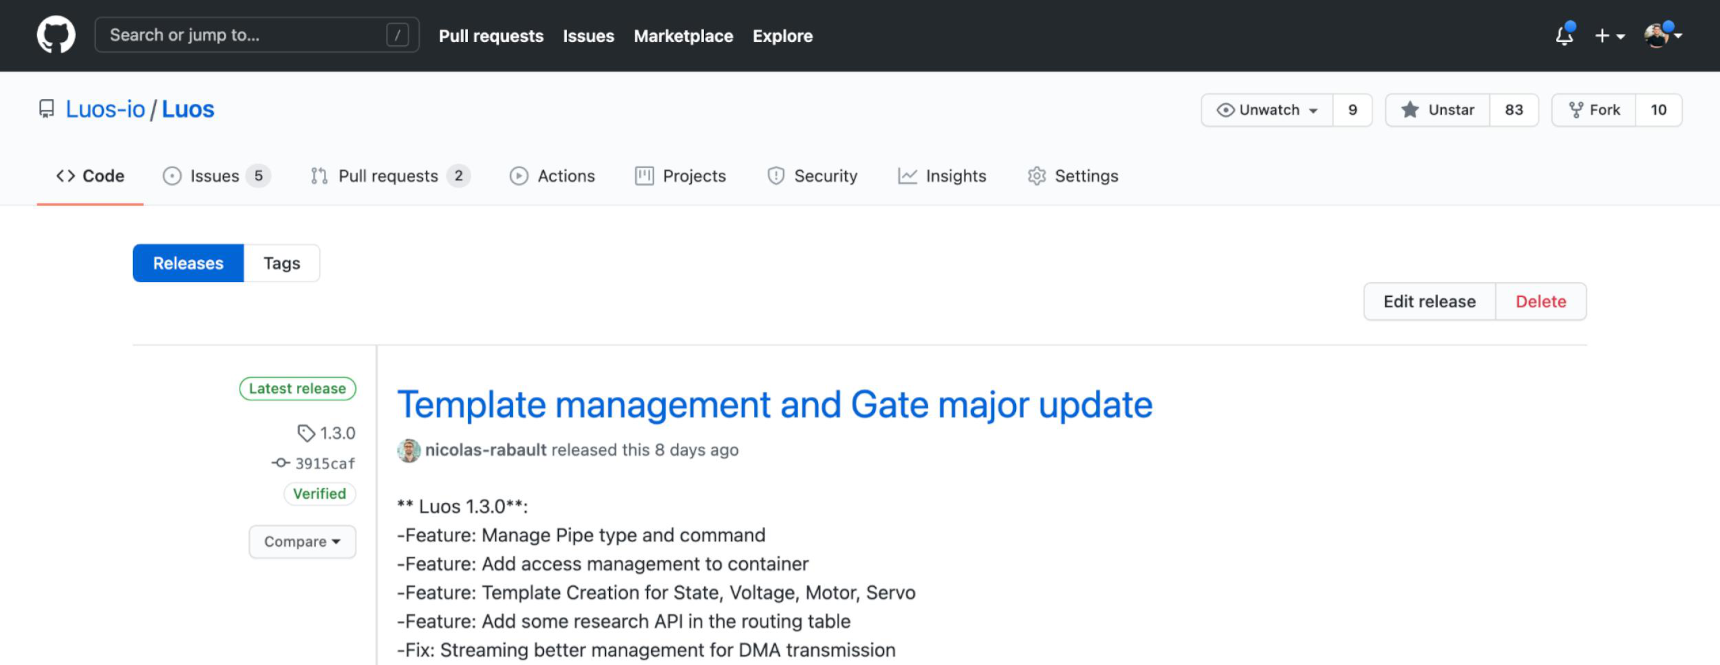 Search or jump to... /
Pull requests Issues Marketplace Explore
Luos-io / Luos
Unwatch 9 Unstar 83 Fork 10
Code Issues 5 Pull requests 2 Actions Projects Security Insights Settings
Releases Tags
Edit release Delete
Latest release
1.3.0
3915caf
Verified
Compare
Template management and Gate major update
nicolas-rabault released this 8 days ago
** Luos 1.3.0**:
-Feature: Manage Pipe type and command
-Feature: Add access management to container
-Feature: Template Creation for State, Voltage, Motor, Servo
-Feature: Add some research API in the routing table
-Fix: Streaming better management for DMA transmission